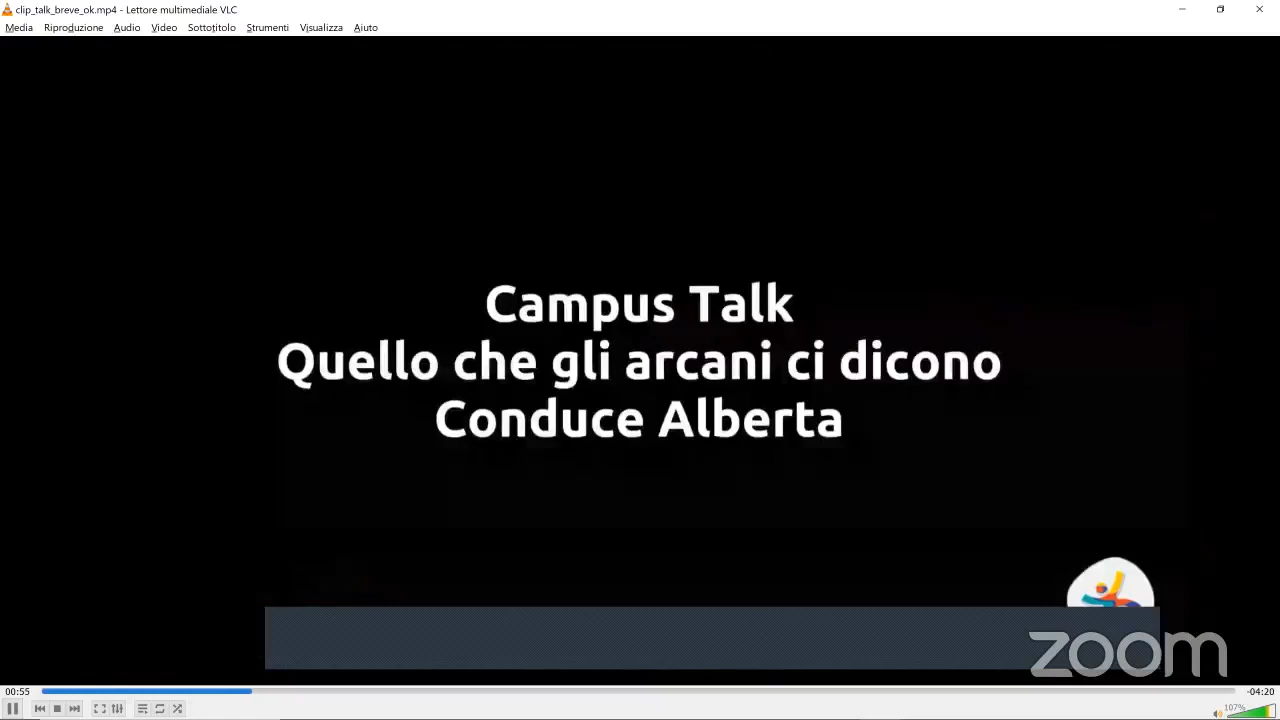 clip_talk_breve_ok.mp4 - Lettore multimediale VLC
Media Riproduzione Audio Video Sottotitolo Strumenti Visualizza Aiuto
Campus Talk
Quello che gli arcani ci dicono
Conduce Alberta
zoom
00:55
-04:20
107%